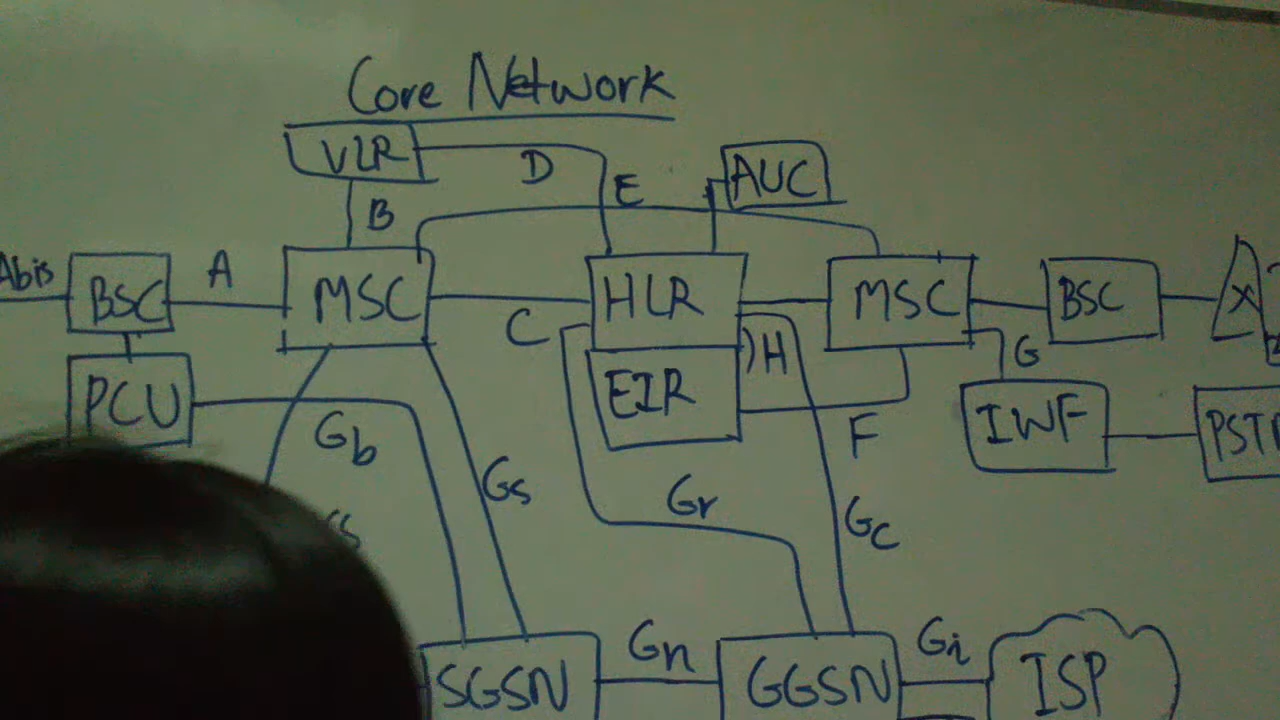 Core Network
VLR
D
E
AUC
B
Abis
BSC
A
MSC
C
HLR
MSC
BSC
X
PCU
Gb
EIR
H
F
G
IWF
Gs
Gr
Gc
SGSN
Gn
GGSN
Gi
ISP